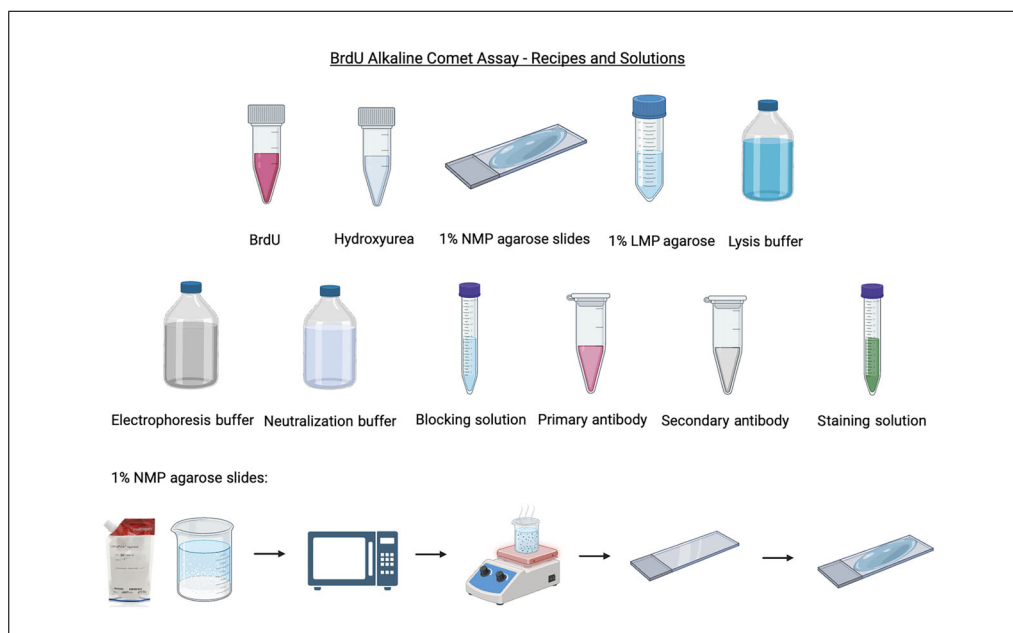 BrdU Alkaline Comet Assay - Recipes and Solutions
BrdU
Hydroxyurea
1% NMP agarose slides
1% LMP agarose
Lysis buffer
Electrophoresis buffer
Neutralization buffer
Blocking solution
Primary antibody
Secondary antibody
Staining solution
1% NMP agarose slides: